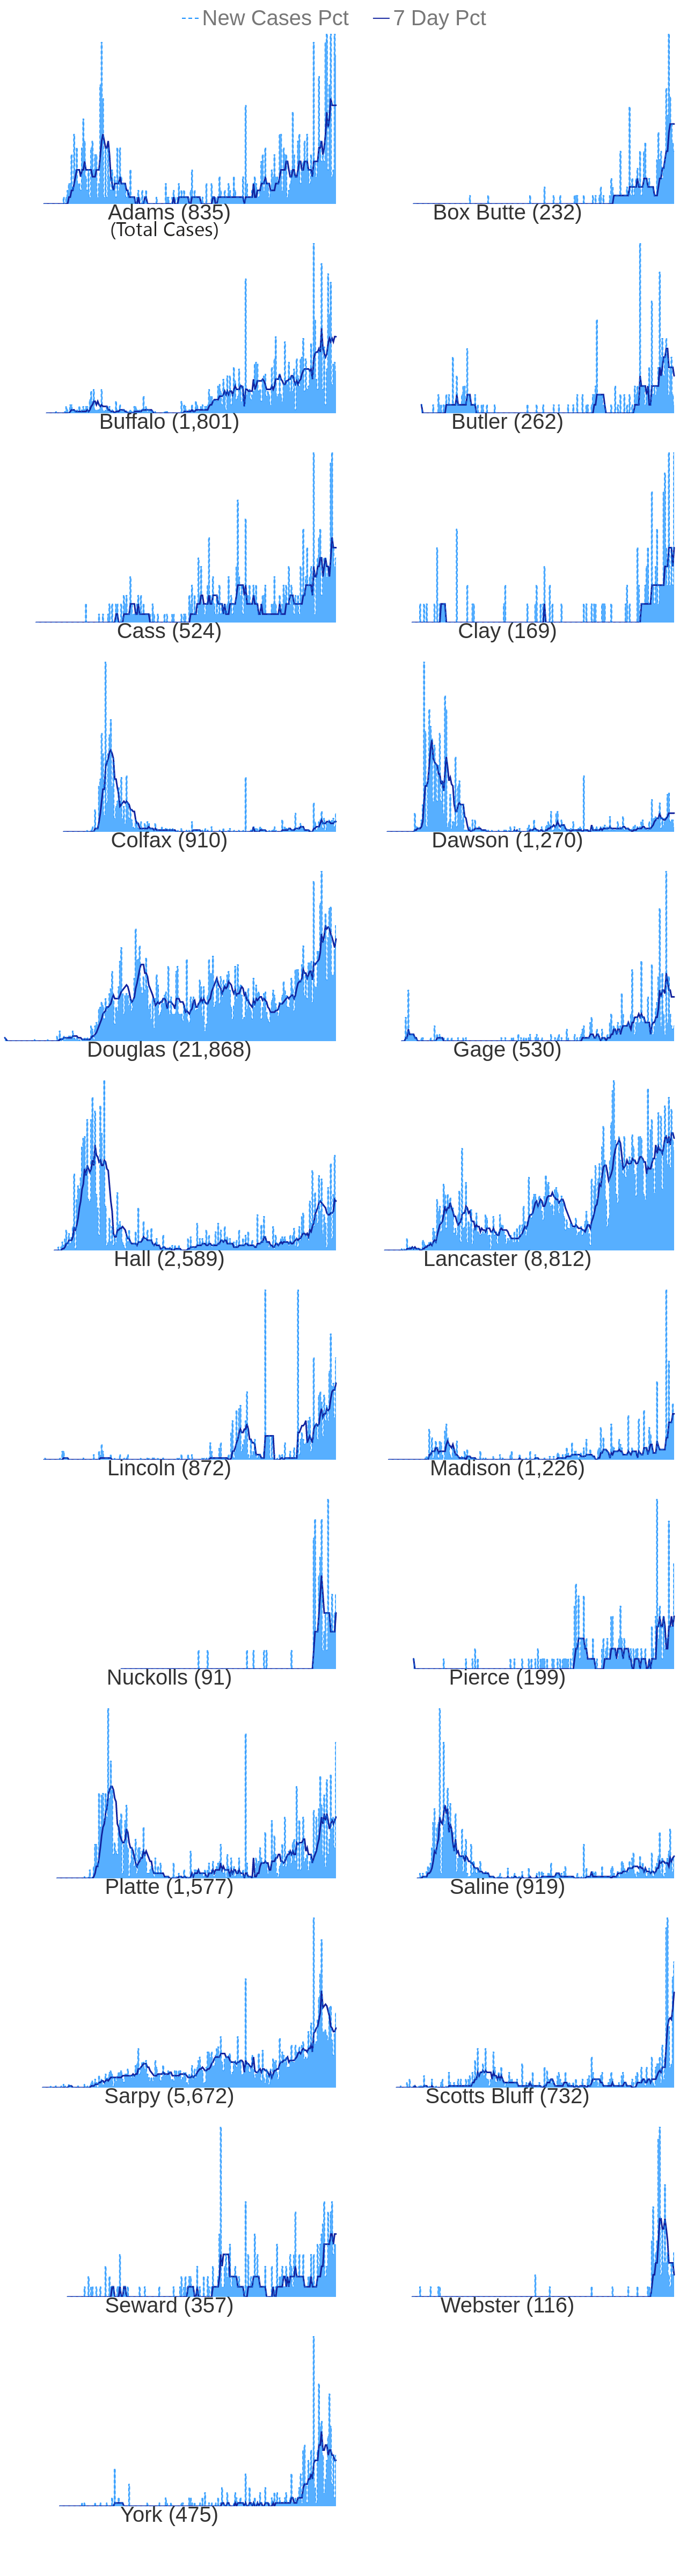 New Cases Pct 7 Day Pct
Adams (835) Box Butte (232)
(Total Cases)
Buffalo (1,801) Butler (262)
Cass (524) Clay (169)
Colfax (910) Dawson (1,270)
Douglas (21,868) Gage (530)
Hall (2,589) Lancaster (8,812)
Lincoln (872) Madison (1,226)
Nuckolls (91) Pierce (199)
Platte (1,577) Saline (919)
Sarpy (5,672) Scotts Bluff (732)
Seward (357) Webster (116)
York (475)